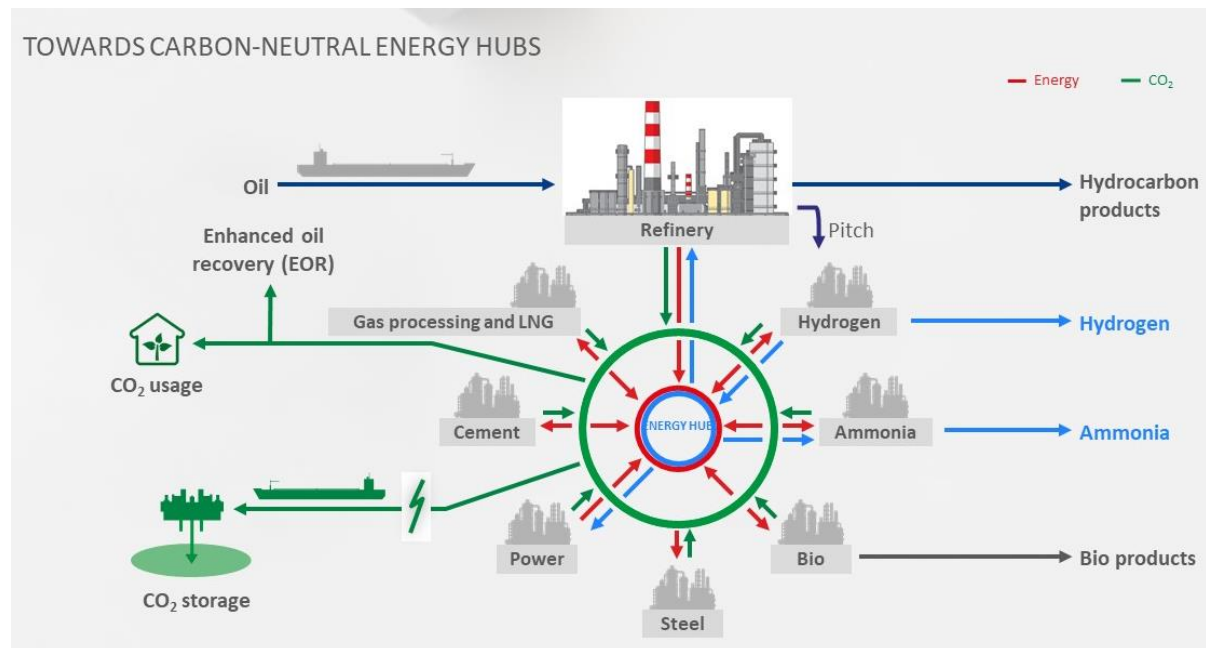 TOWARDS CARBON-NEUTRAL ENERGY HUBS
Energy
CO₂
Oil
Hydrocarbon
products
Refinery
Pitch
Enhanced oil
recovery (EOR)
Gas processing and LNG
Hydrogen
Hydrogen
CO₂ usage
Cement
ENERGY HUB
Ammonia
Ammonia
Power
Bio
Bio products
CO₂ storage
Steel